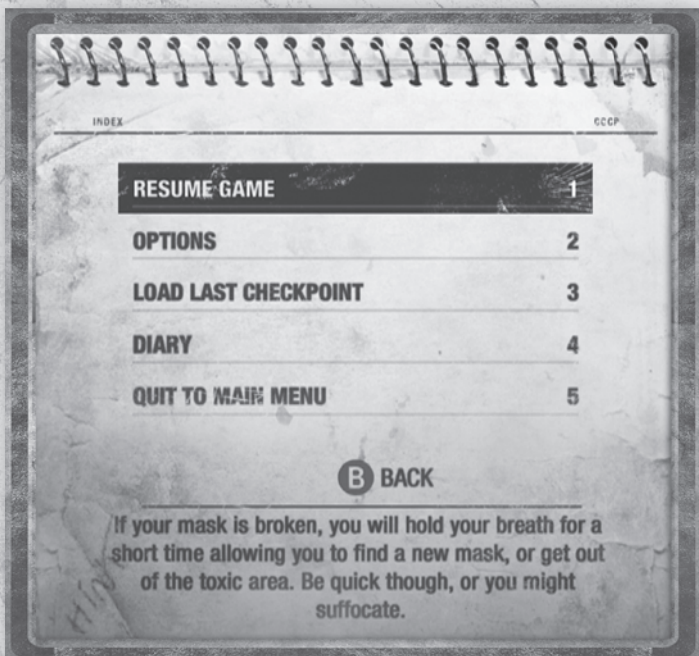 INDEX CCCP
RESUME GAME 1
OPTIONS 2
LOAD LAST CHECKPOINT 3
DIARY 4
QUIT TO MAIN MENU 5
B BACK
If your mask is broken, you will hold your breath for a
short time allowing you to find a new mask, or get out
of the toxic area. Be quick though, or you might
suffocate.